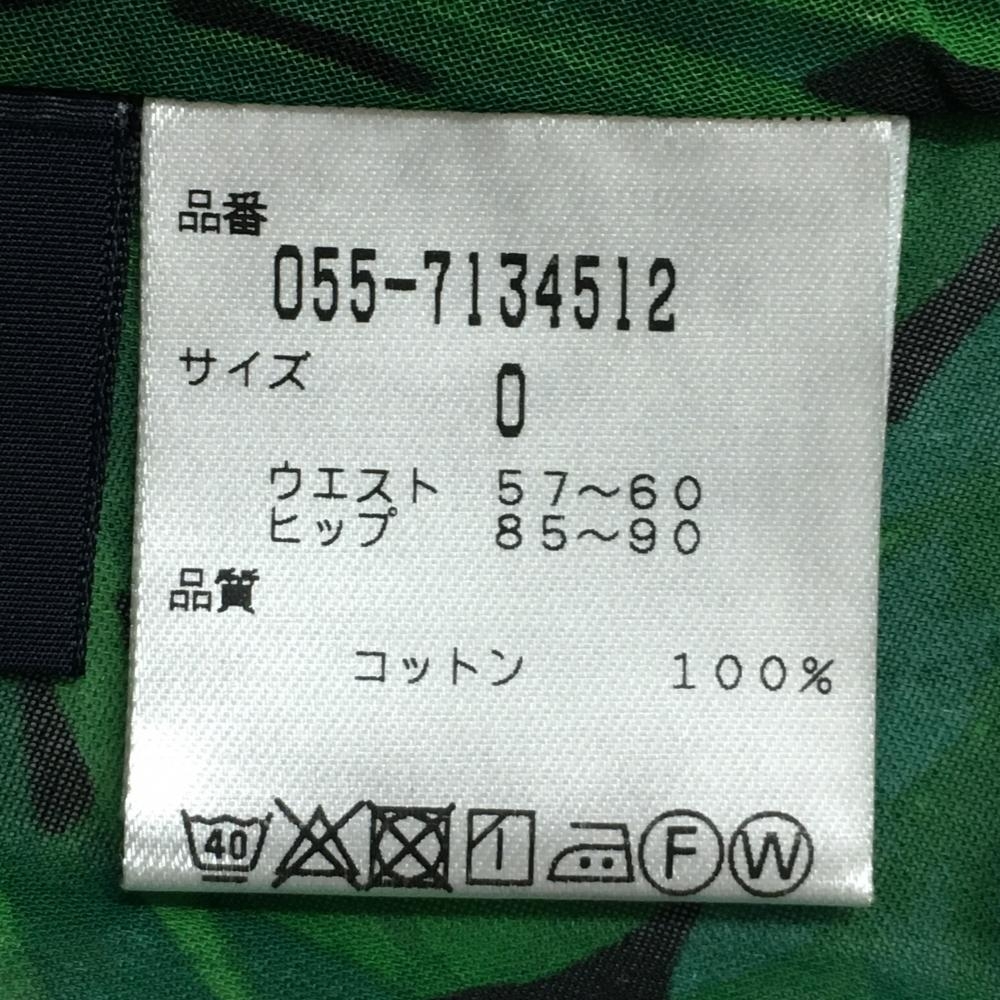 品番
055-7134512
サイズ
0
ウエスト 57〜60
ヒップ 85〜90
品質
コットン 100%
40 F W